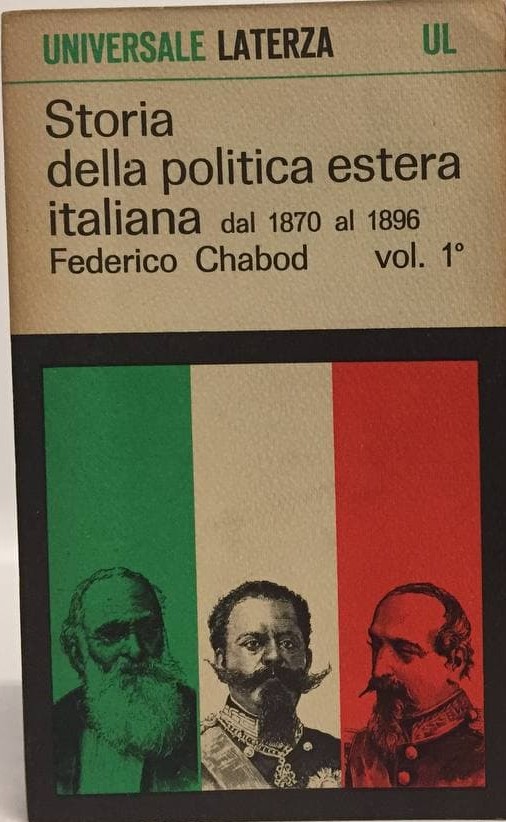 UNIVERSALE LATERZA UL
Storia
della politica estera
italiana dal 1870 al 1896
Federico Chabod vol. 1°